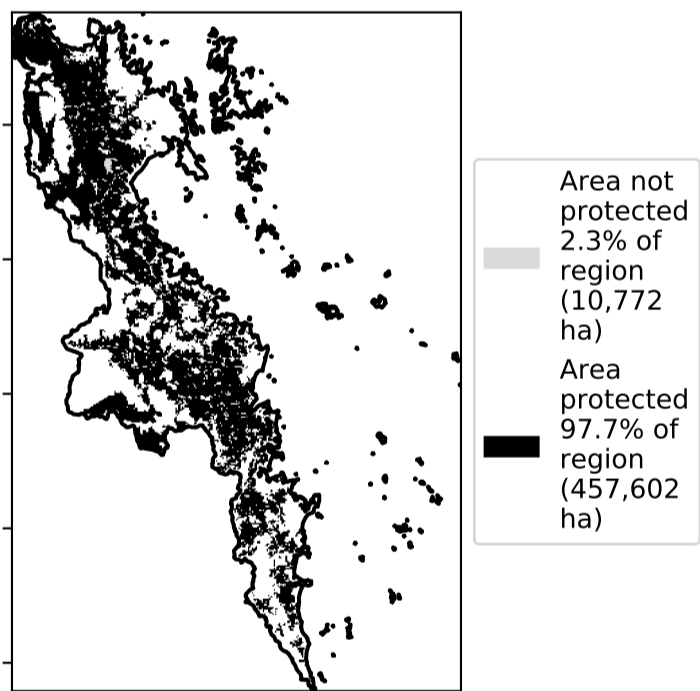 Area not
protected
2.3% of
region
(10,772
ha)
Area
protected
97.7% of
region
(457,602
ha)